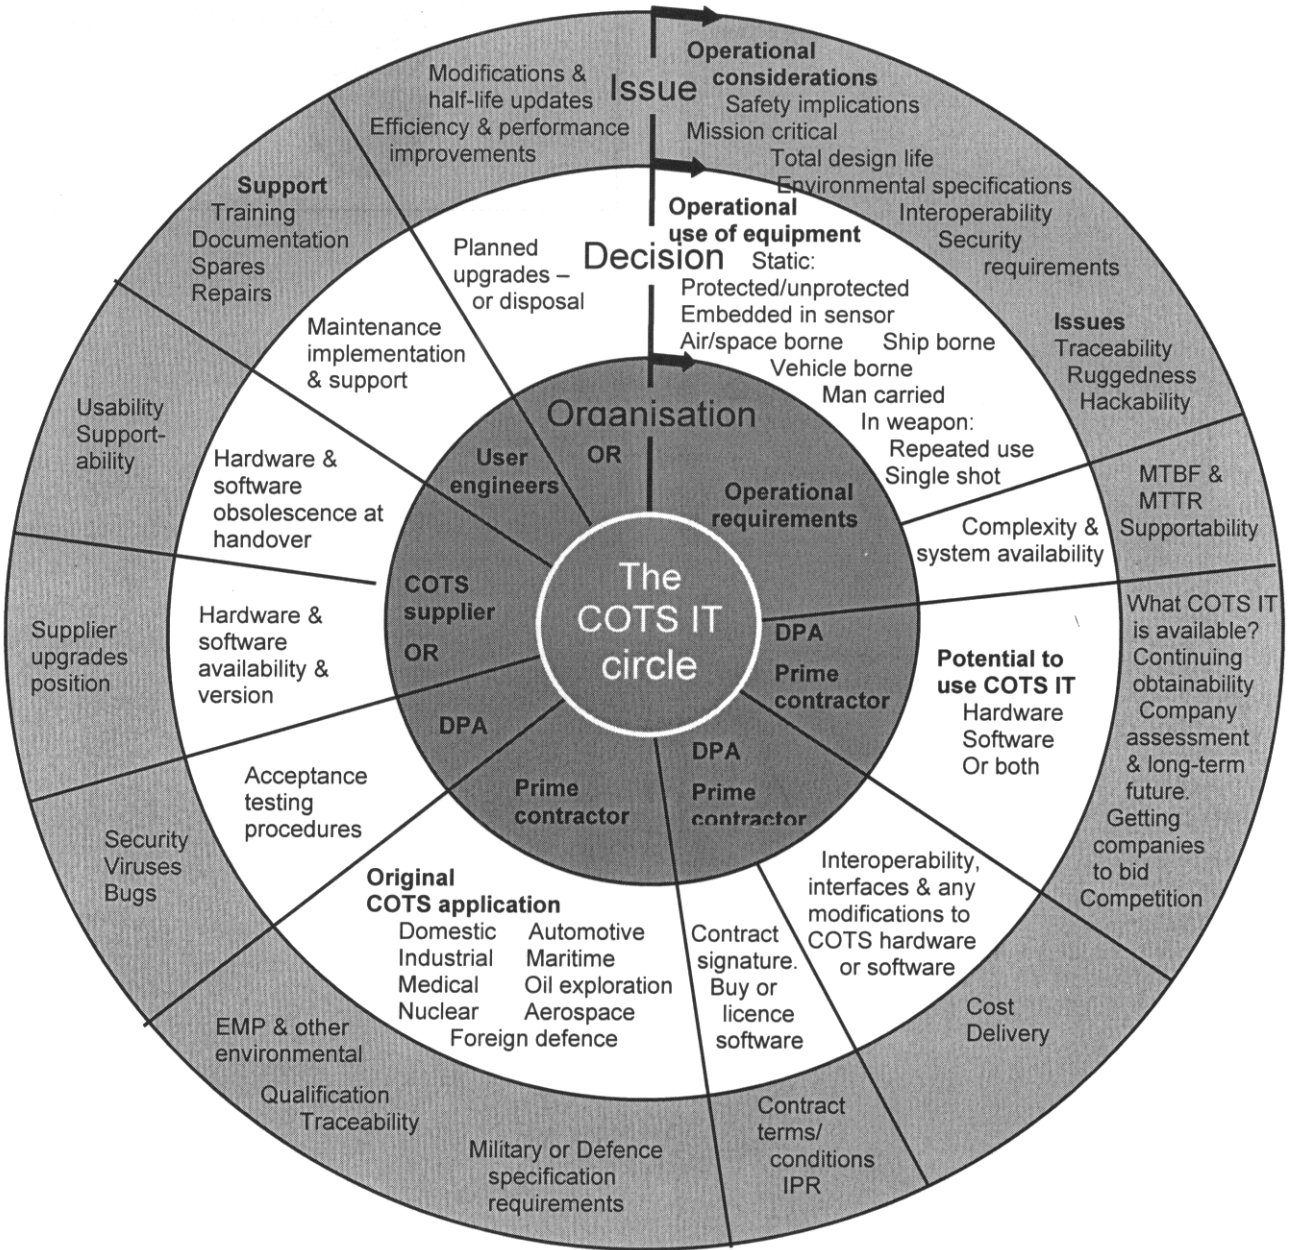 Issue
Operational
considerations
Safety implications
Mission critical
Total design life
Environmental specifications
Interoperability
Security
requirements
Issues
Traceability
Ruggedness
Hackability
MTBF &
MTTR
Supportability
What COTS IT
is available?
Continuing
obtainability
Company
assessment
& long-term
future.
Getting
companies
to bid
Competition
Cost
Delivery
Contract
terms/
conditions
IPR
Military or Defence
specification
requirements
EMP & other
environmental
Qualification
Traceability
Security
Viruses
Bugs
Supplier
upgrades
position
Usability
Support-
ability
Support
Training
Documentation
Spares
Repairs
Modifications &
half-life updates
Efficiency & performance
improvements
Decision
Operational
use of equipment
Static:
Protected/unprotected
Embedded in sensor
Air/space borne Ship borne
Vehicle borne
Man carried
In weapon:
Repeated use
Single shot
Complexity &
system availability
Potential to
use COTS IT
Hardware
Software
Or both
Interoperability,
interfaces & any
modifications to
COTS hardware
or software
Contract
signature.
Buy or
licence
software
Original
COTS application
Domestic Automotive
Industrial Maritime
Medical Oil exploration
Nuclear Aerospace
Foreign defence
Acceptance
testing
procedures
Hardware &
software
availability &
version
Hardware &
software
obsolescence at
handover
Maintenance
implementation
& support
Planned
upgrades –
or disposal
Organisation
OR
Operational
requirements
DPA
Prime
contractor
DPA
Prime
contractor
Prime
contractor
DPA
COTS
supplier
OR
User
engineers
The
COTS IT
circle